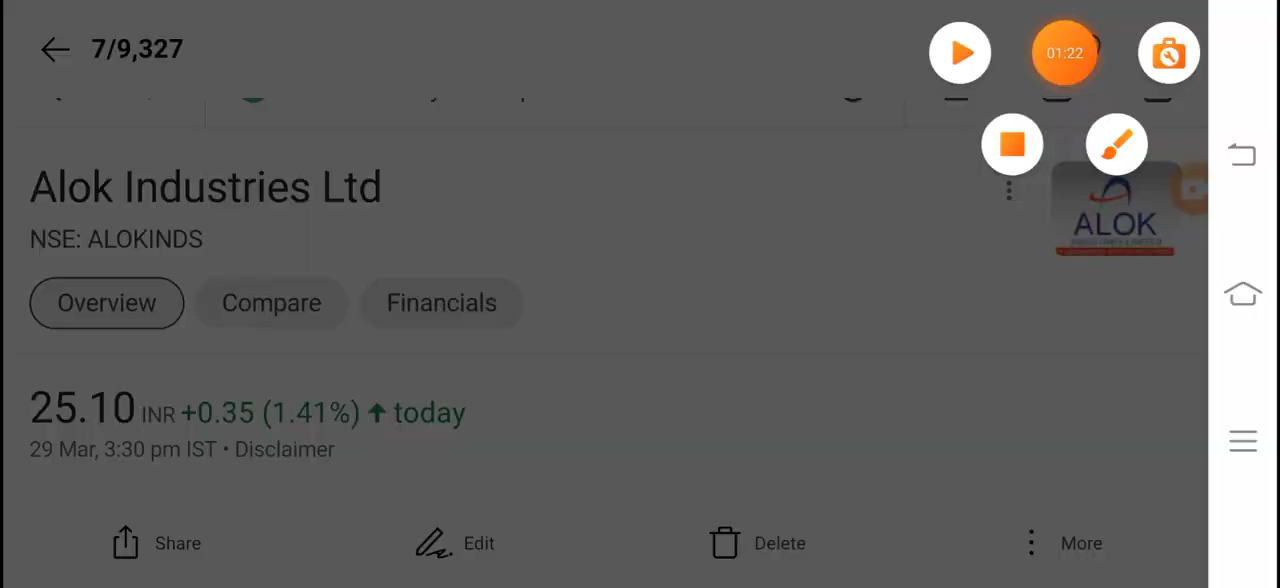 7/9,327
01:22
Alok Industries Ltd
ALOK
NSE: ALOKINDS
Overview Compare Financials
25.10 INR +0.35 (1.41%) ↑ today
29 Mar, 3:30 pm IST • Disclaimer
Share Edit Delete More